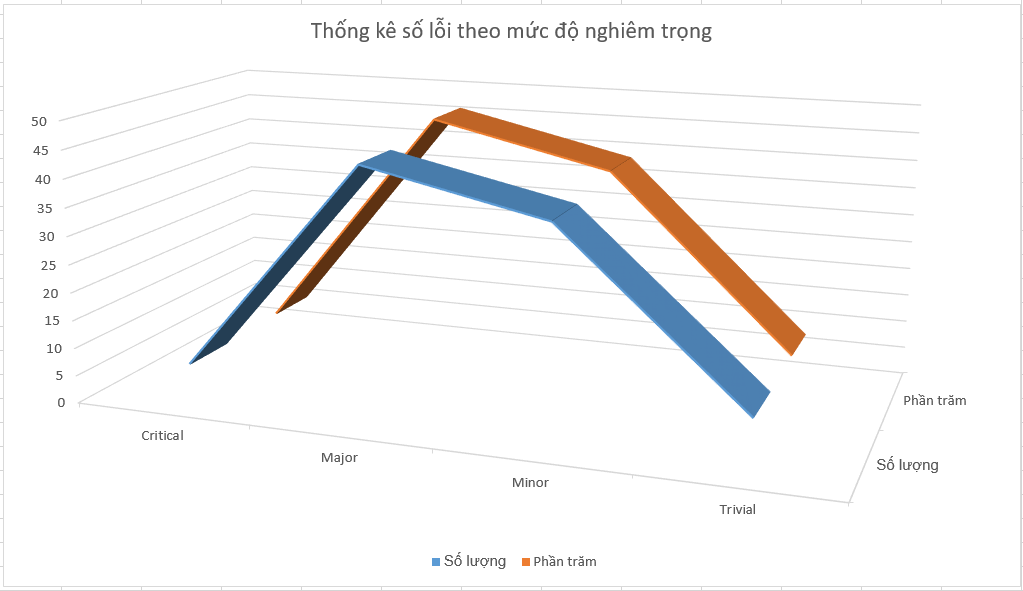 Thống kê số lỗi theo mức độ nghiêm trọng
50
45
40
35
30
25
20
15
10
5
0
Critical
Major
Minor
Trivial
Phần trăm
Số lượng
Số lượng Phần trăm